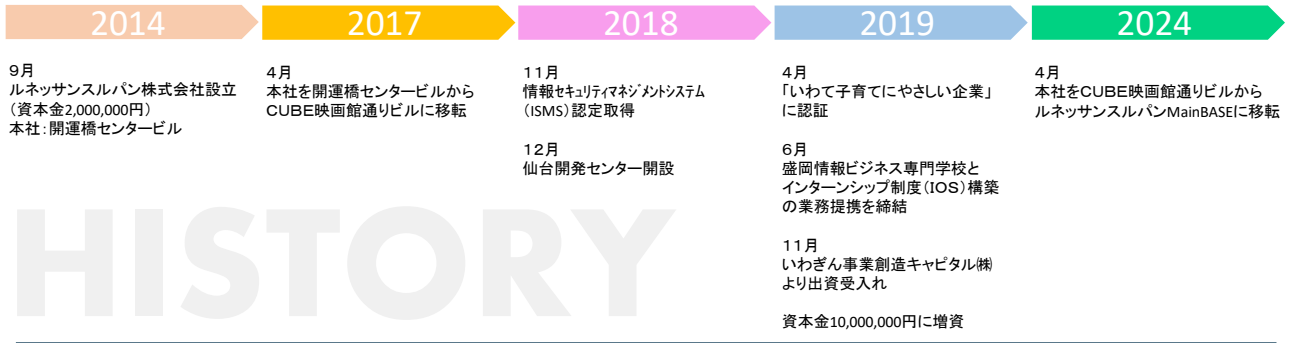 2014
9月
ルネッサンスルパン株式会社設立
（資本金2,000,000円）
本社：開運橋センタービル
2017
4月
本社を開運橋センタービルから
CUBE映画館通りビルに移転
2018
11月
情報セキュリティマネジメントシステム
（ISMS）認定取得
12月
仙台開発センター開設
2019
4月
「いわて子育てにやさしい企業」
に認証
6月
盛岡情報ビジネス専門学校と
インターンシップ制度（IOS）構築
の業務提携を締結
11月
いわぎん事業創造キャピタル㈱
より出資受入れ
資本金10,000,000円に増資
2024
4月
本社をCUBE映画館通りビルから
ルネッサンスルパンMainBASEに移転
HISTORY